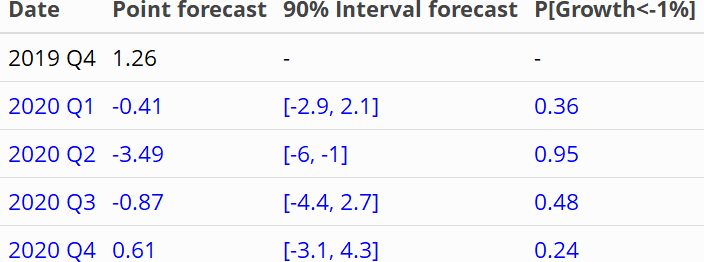 Date Point forecast 90% Interval forecast P[Growth<-1%]
2019 Q4 1.26 - -
2020 Q1 -0.41 [-2.9, 2.1] 0.36
2020 Q2 -3.49 [-6, -1] 0.95
2020 Q3 -0.87 [-4.4, 2.7] 0.48
2020 Q4 0.61 [-3.1, 4.3] 0.24